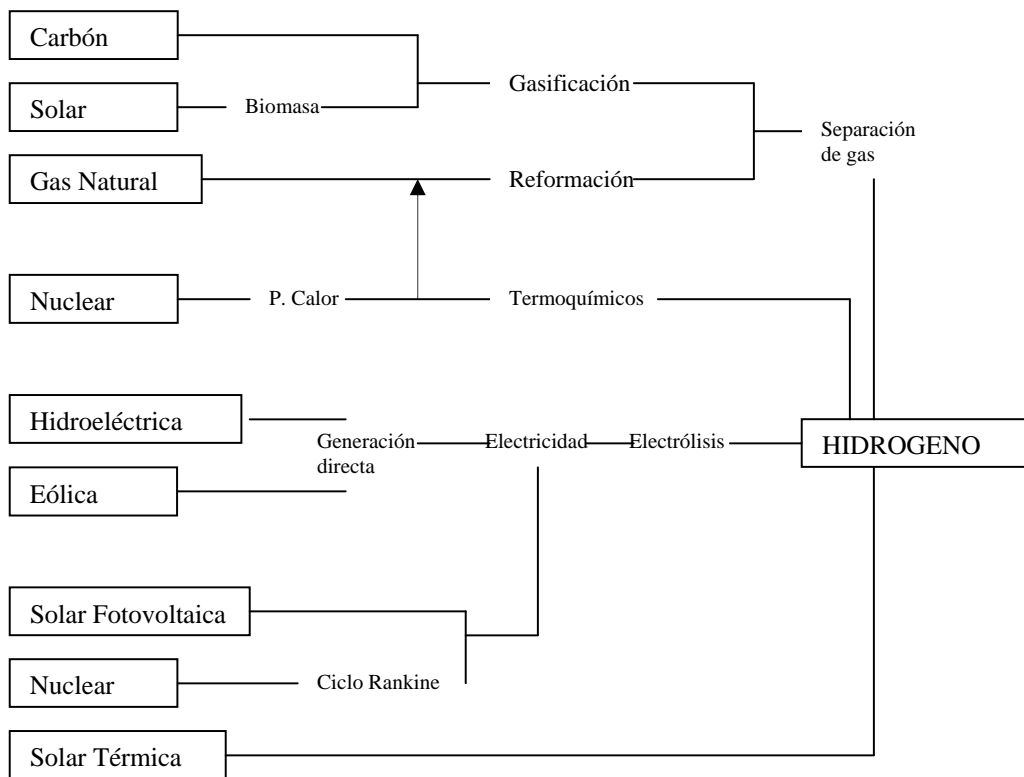 Carbón
Gasificación
Solar
Biomasa
Separación
de gas
Gas Natural
Reformación
Nuclear
P. Calor
Termoquímicos
Hidroeléctrica
Generación
directa
Electricidad
Electrólisis
HIDROGENO
Eólica
Solar Fotovoltaica
Nuclear
Ciclo Rankine
Solar Térmica